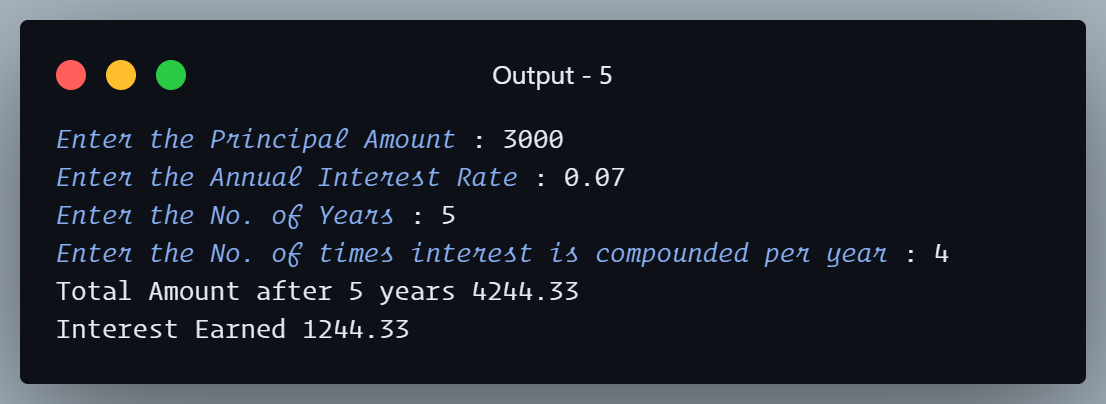 Output - 5
Enter the Principal Amount : 3000
Enter the Annual Interest Rate : 0.07
Enter the No. of Years : 5
Enter the No. of times interest is compounded per year : 4
Total Amount after 5 years 4244.33
Interest Earned 1244.33